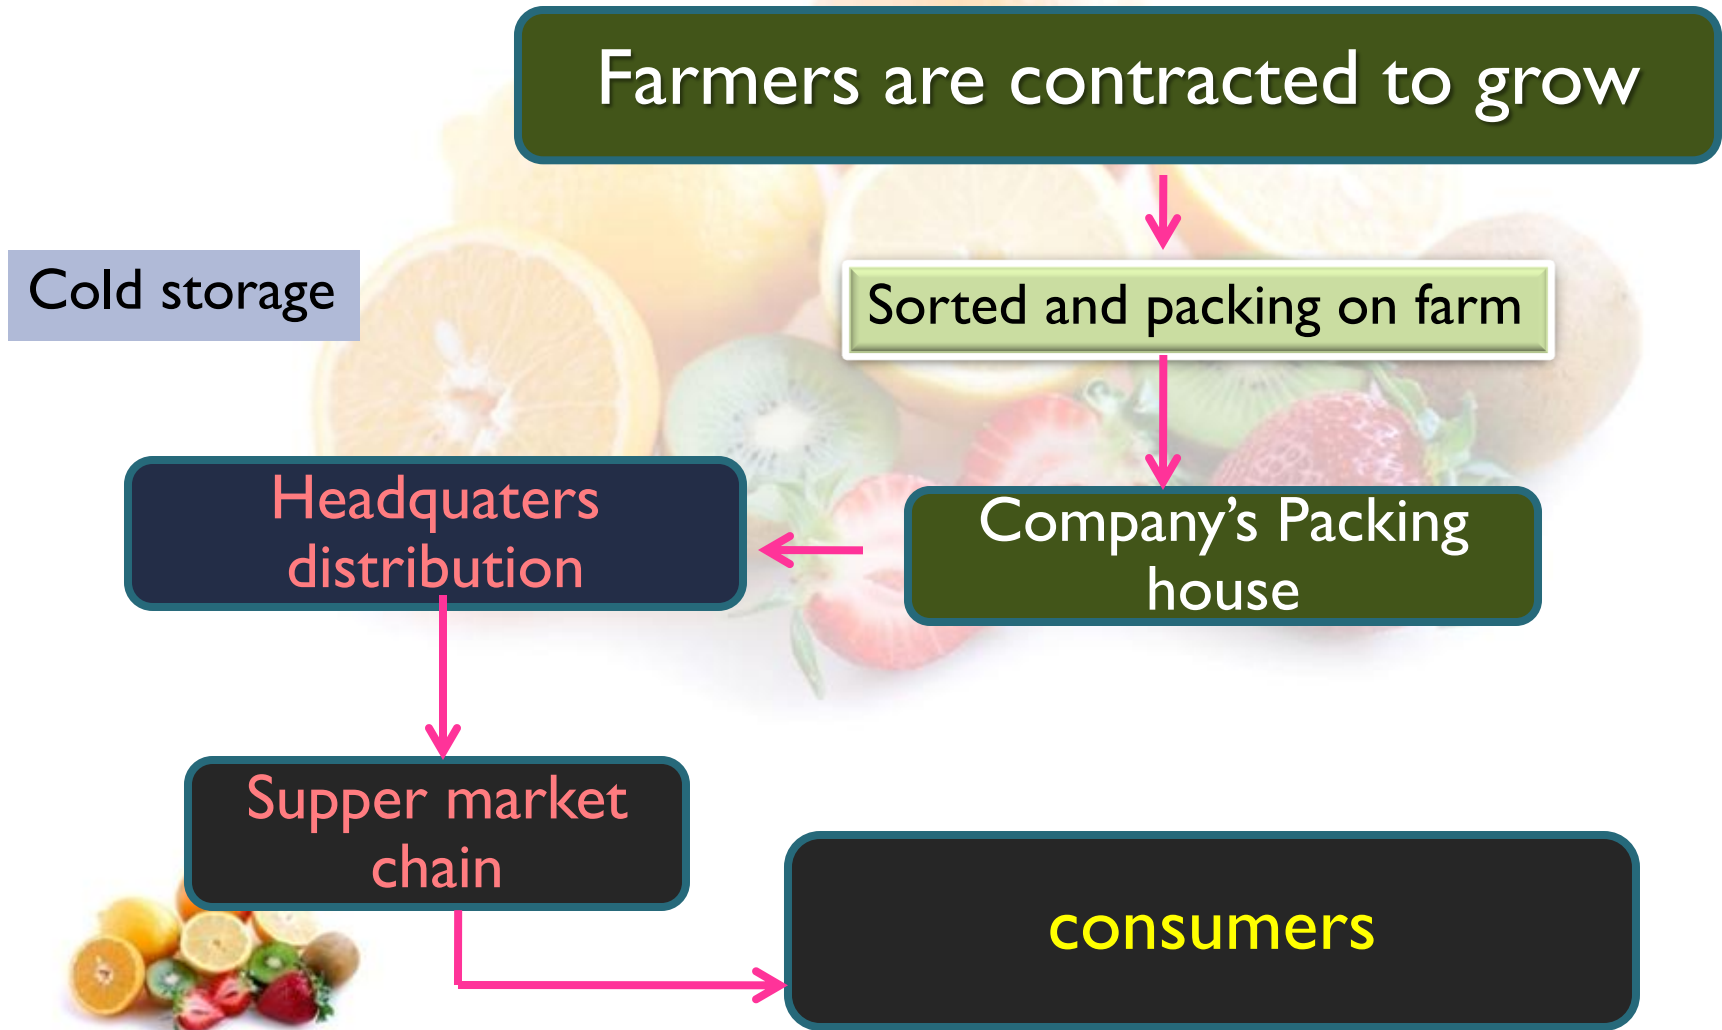 Farmers are contracted to grow
Cold storage
Sorted and packing on farm
Headquaters
distribution
Company’s Packing
house
Supper market
chain
consumers